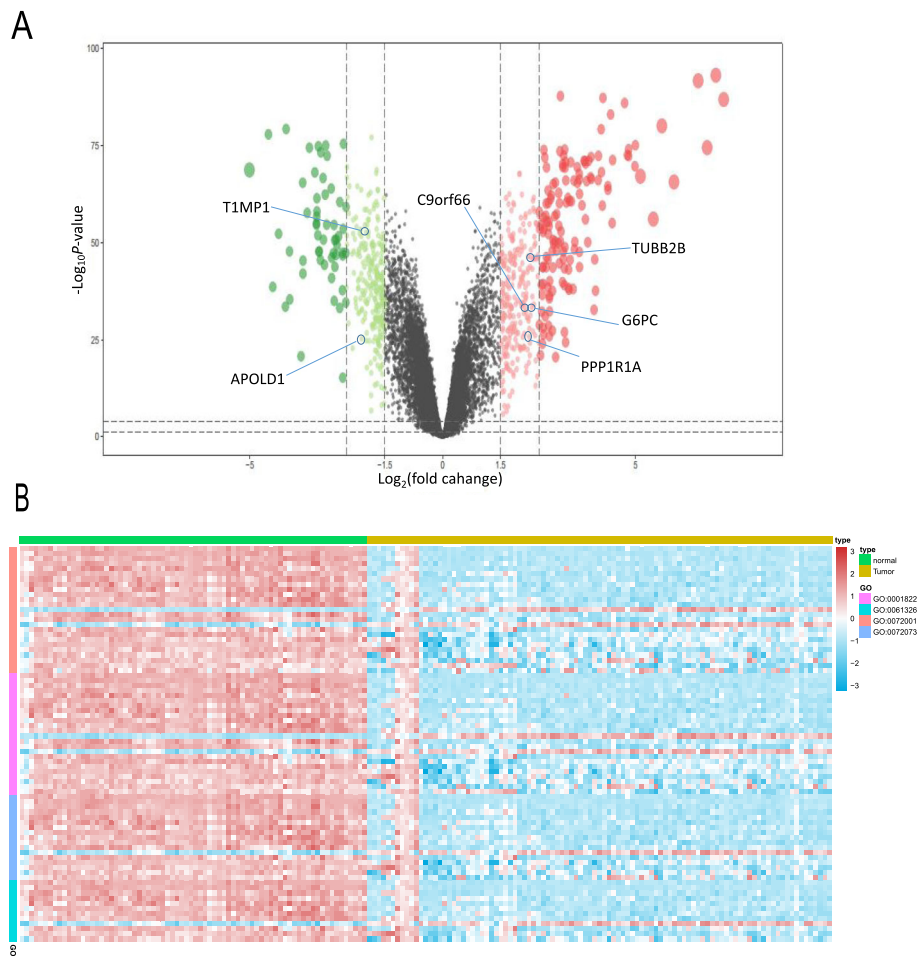 A
100
75
50
25
0
-Log10P-value
T1MP1
C9orf66
TUBB2B
G6PC
PPP1R1A
APOLD1
−5
−1.5
0
1.5
5
Log2(fold cahange)
B
type
3
2
1
0
−1
−2
−3
type
normal
Tumor
GO
GO:0001822
GO:0061326
GO:0072001
GO:0072073
GO